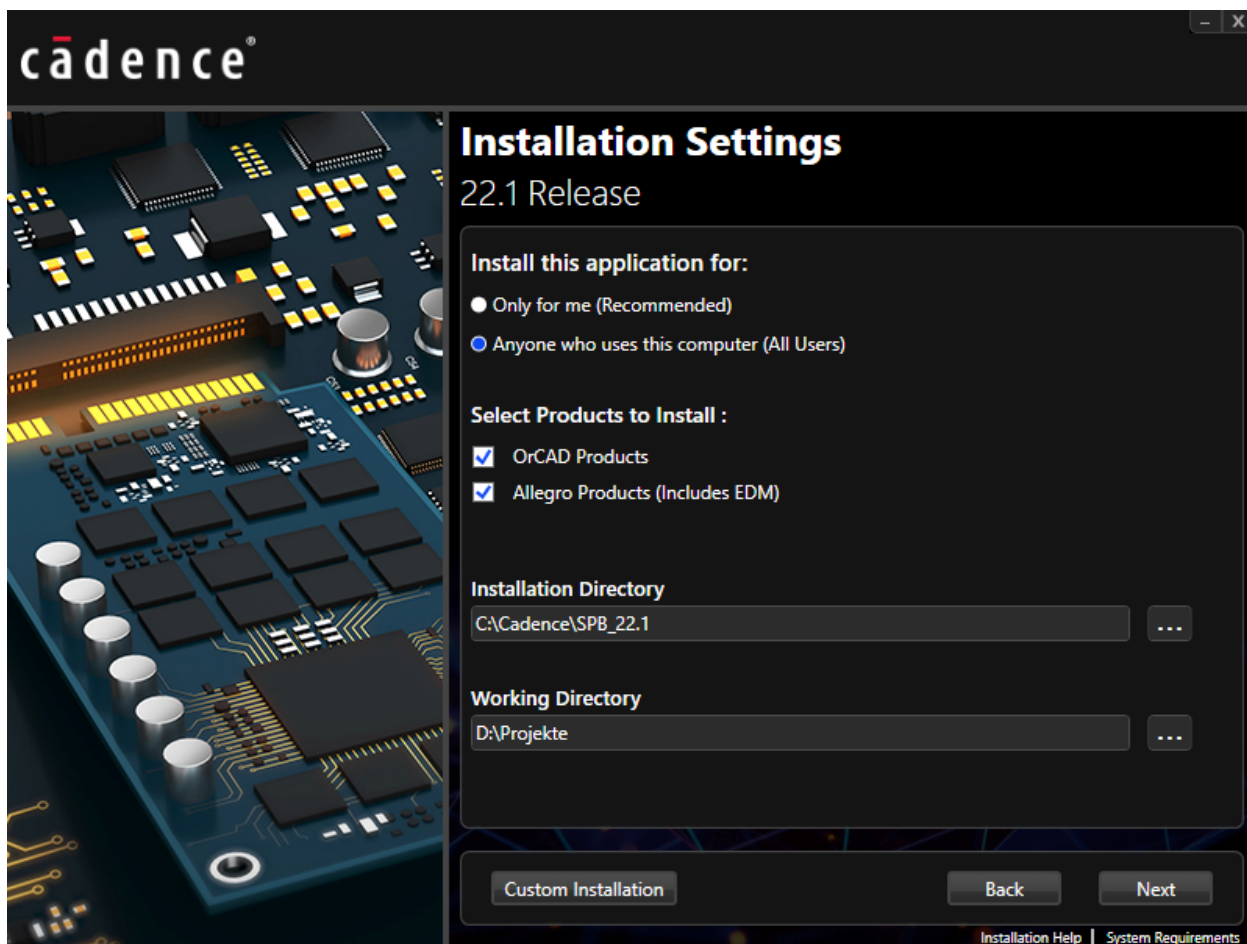 cādence®
– X
Installation Settings
22.1 Release
Install this application for:
Only for me (Recommended)
Anyone who uses this computer (All Users)
Select Products to Install :
OrCAD Products
Allegro Products (Includes EDM)
Installation Directory
C:\Cadence\SPB_22.1
...
Working Directory
D:\Projekte
...
Custom Installation
Back
Next
Installation Help | System Requirements
C51
C54